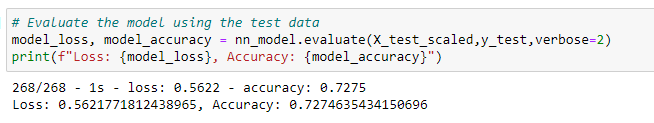 # Evaluate the model using the test data
model_loss, model_accuracy = nn_model.evaluate(X_test_scaled,y_test,verbose=2)
print(f"Loss: {model_loss}, Accuracy: {model_accuracy}")
268/268 - 1s - loss: 0.5622 - accuracy: 0.7275
Loss: 0.5621771812438965, Accuracy: 0.7274635434150696